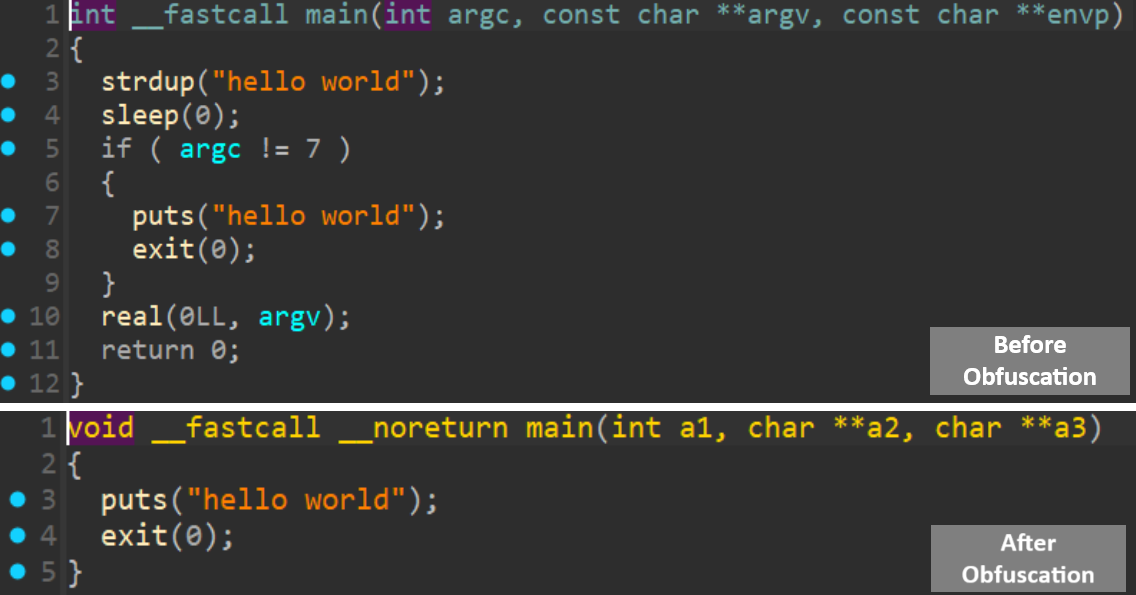 1 int __fastcall main(int argc, const char **argv, const char **envp)
2 {
3 strdup("hello world");
4 sleep(0);
5 if ( argc != 7 )
6 {
7 puts("hello world");
8 exit(0);
9 }
10 real(0LL, argv);
11 return 0;
12 }
Before
Obfuscation
1 void __fastcall __noreturn main(int a1, char **a2, char **a3)
2 {
3 puts("hello world");
4 exit(0);
5 }
After
Obfuscation